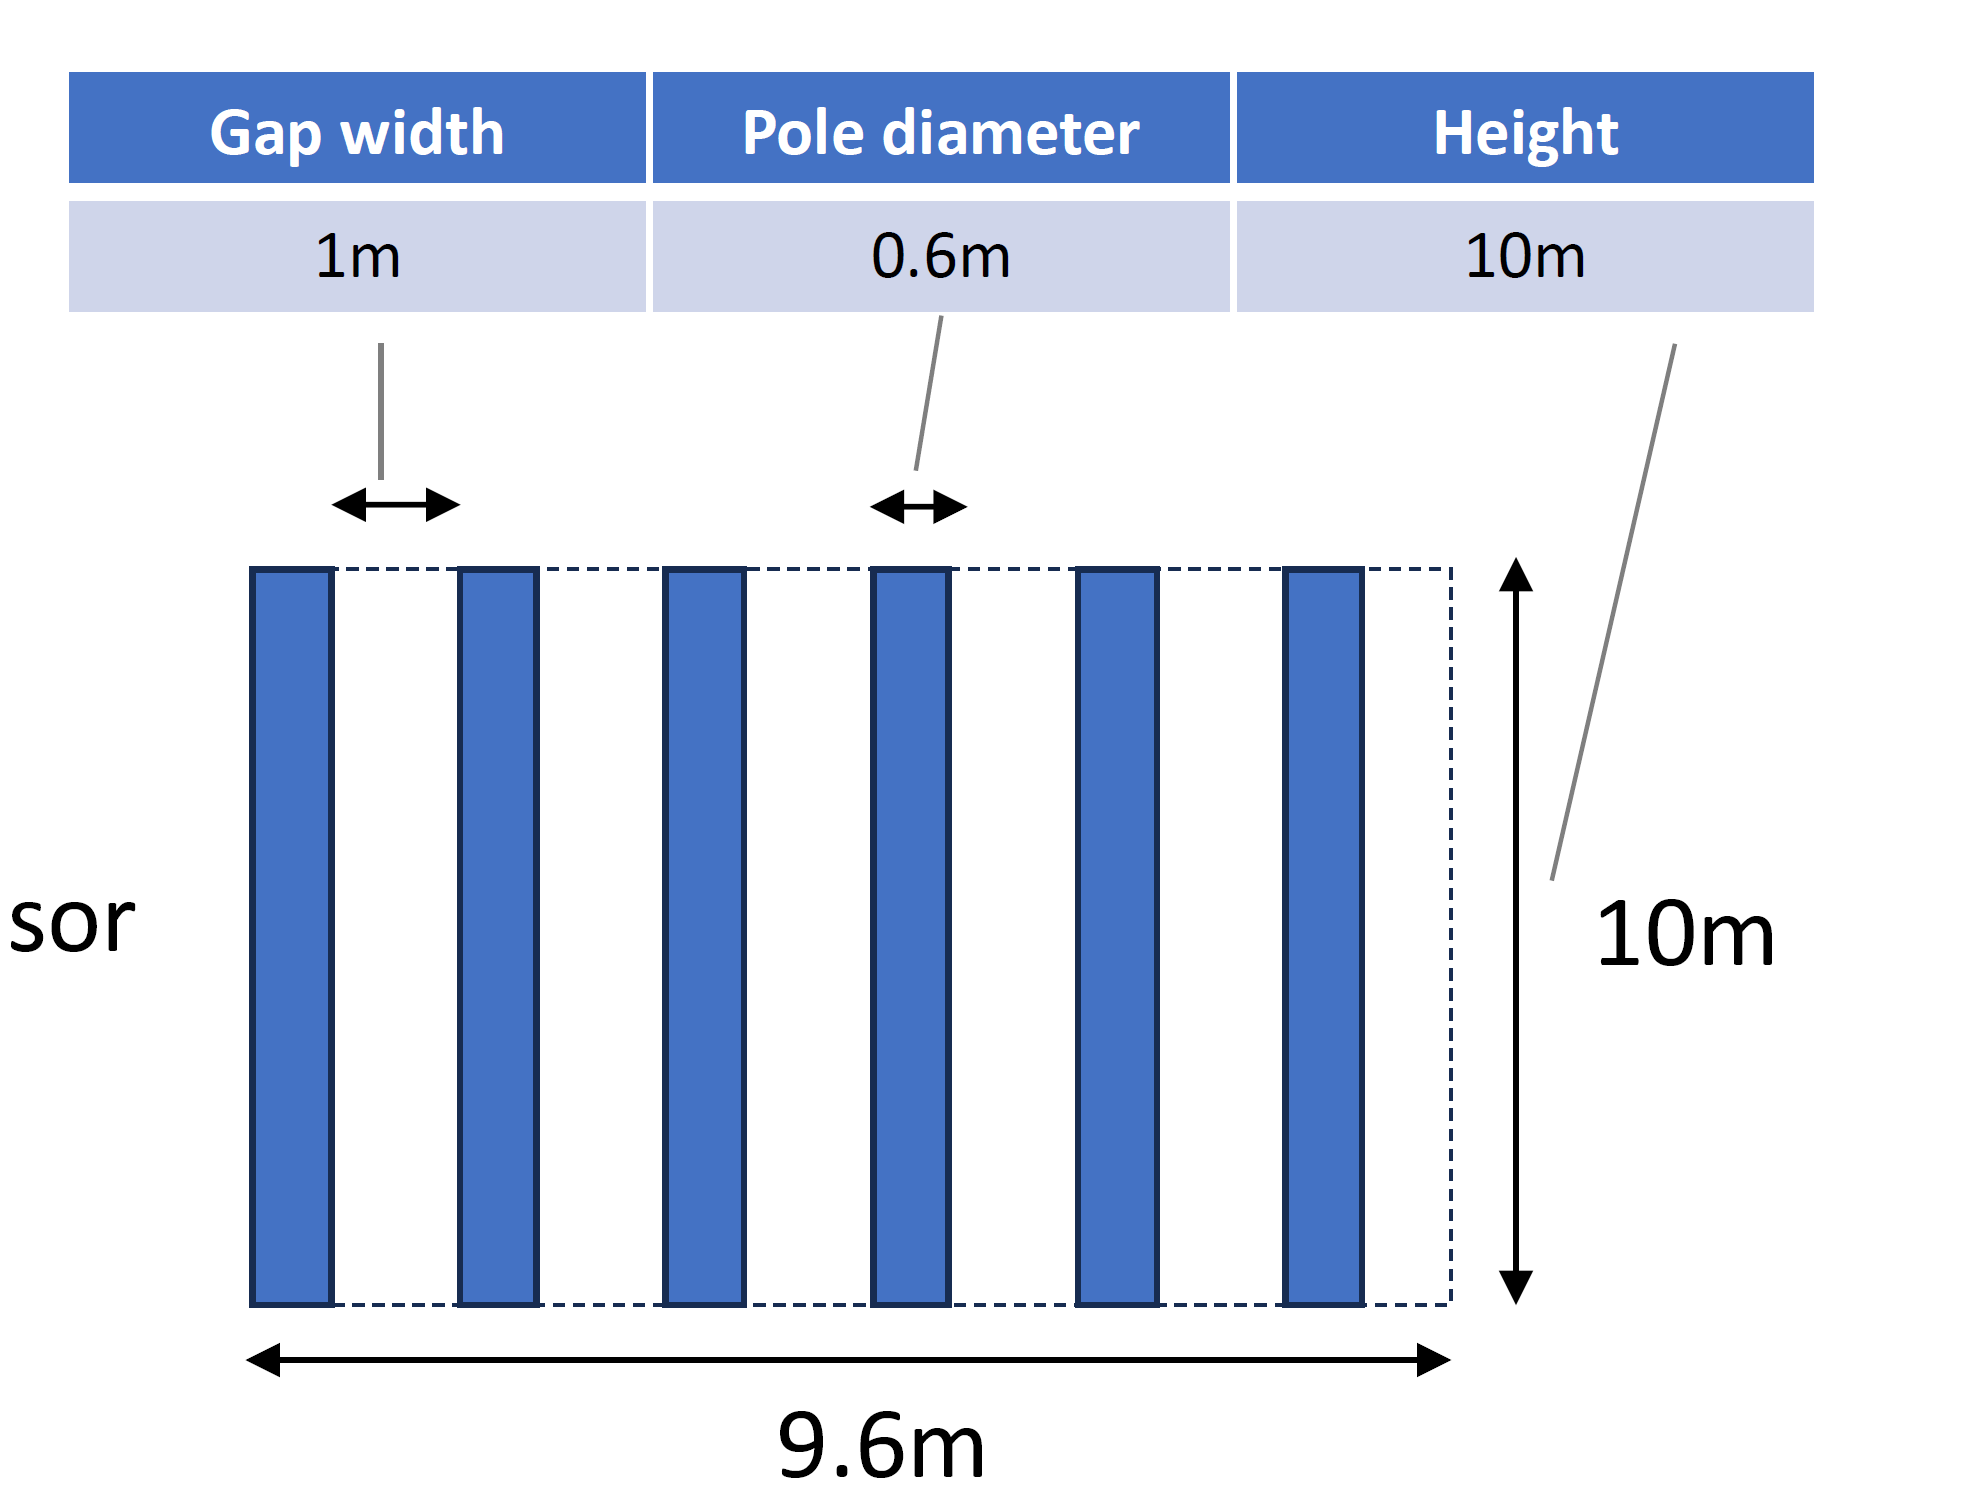 Gap width Pole diameter Height
1m 0.6m 10m
sor
10m
9.6m